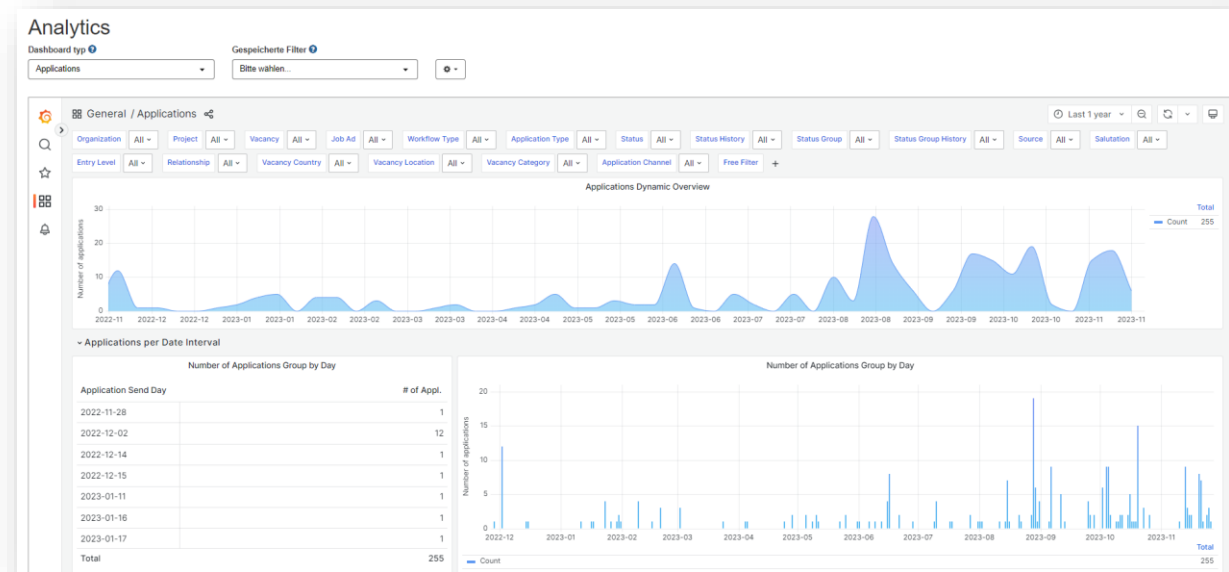 Analytics
Dashboard typ ? Gespeicherte Filter ?
Applications Bitte wählen...
General / Applications Last 1 year
Organization All Project All Vacancy All Job Ad All Workflow Type All Application Type All Status All Status History All Status Group All Status Group History All Source All Salutation All
Entry Level All Relationship All Vacancy Country All Vacancy Location All Vacancy Category All Application Channel All Free Filter +
Applications Dynamic Overview
Number of applications
30
20
10
0
2022-11 2022-12 2022-12 2023-01 2023-01 2023-02 2023-02 2023-03 2023-03 2023-04 2023-04 2023-05 2023-05 2023-06 2023-06 2023-07 2023-07 2023-08 2023-08 2023-09 2023-09 2023-10 2023-10 2023-11 2023-11
Total
Count 255
Applications per Date Interval
Number of Applications Group by Day
Application Send Day # of Appl.
2022-11-28 1
2022-12-02 12
2022-12-14 1
2022-12-15 1
2023-01-11 1
2023-01-16 1
2023-01-17 1
Total 255
Number of Applications Group by Day
Number of applications
20
15
10
5
0
2022-12 2023-01 2023-02 2023-03 2023-04 2023-05 2023-06 2023-07 2023-08 2023-09 2023-10 2023-11
Total
Count 255